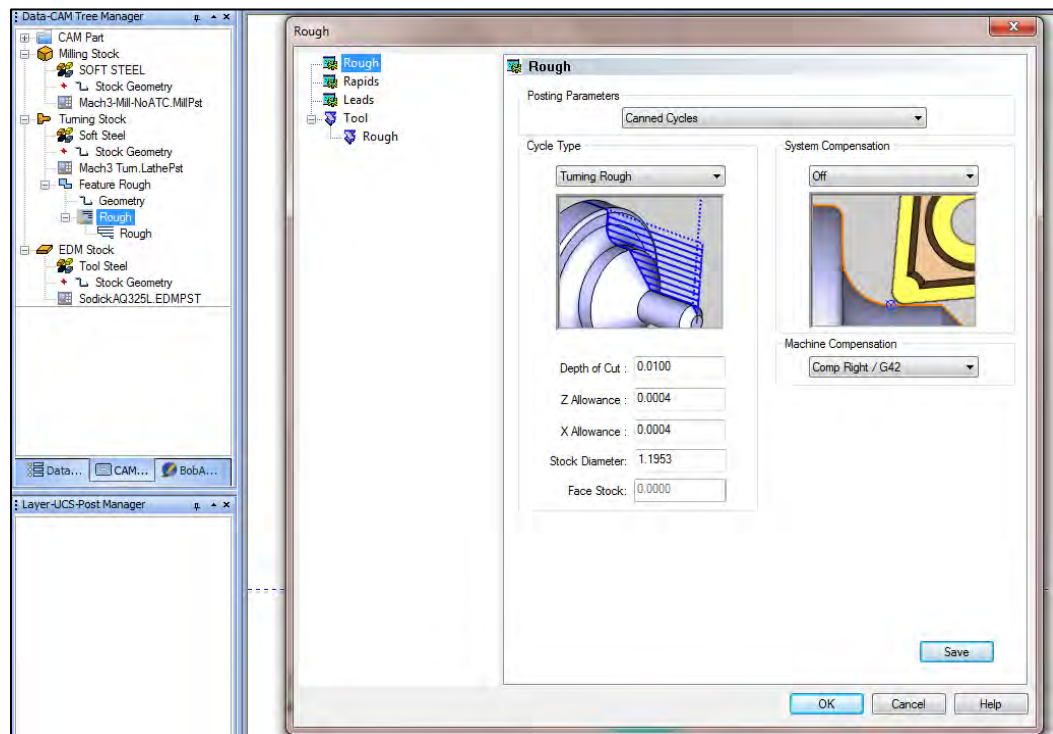 Data-CAM Tree Manager
CAM Part
Milling Stock
SOFT STEEL
Stock Geometry
Mach3-Mill-NoATC.MillPst
Turning Stock
Soft Steel
Stock Geometry
Mach3 Turn.LathePst
Feature Rough
Geometry
Rough
Rough
EDM Stock
Tool Steel
Stock Geometry
SodickAQ325L.EDMPST
Data... CAM... BobA...
Layer-UCS-Post Manager
Rough
Rough
Rapids
Leads
Tool
Rough
Rough
Posting Parameters
Canned Cycles
Cycle Type
Turning Rough
Depth of Cut : 0.0100
Z Allowance : 0.0004
X Allowance : 0.0004
Stock Diameter: 1.1953
Face Stock: 0.0000
System Compensation
Off
Machine Compensation
Comp Right / G42
Save
OK Cancel Help